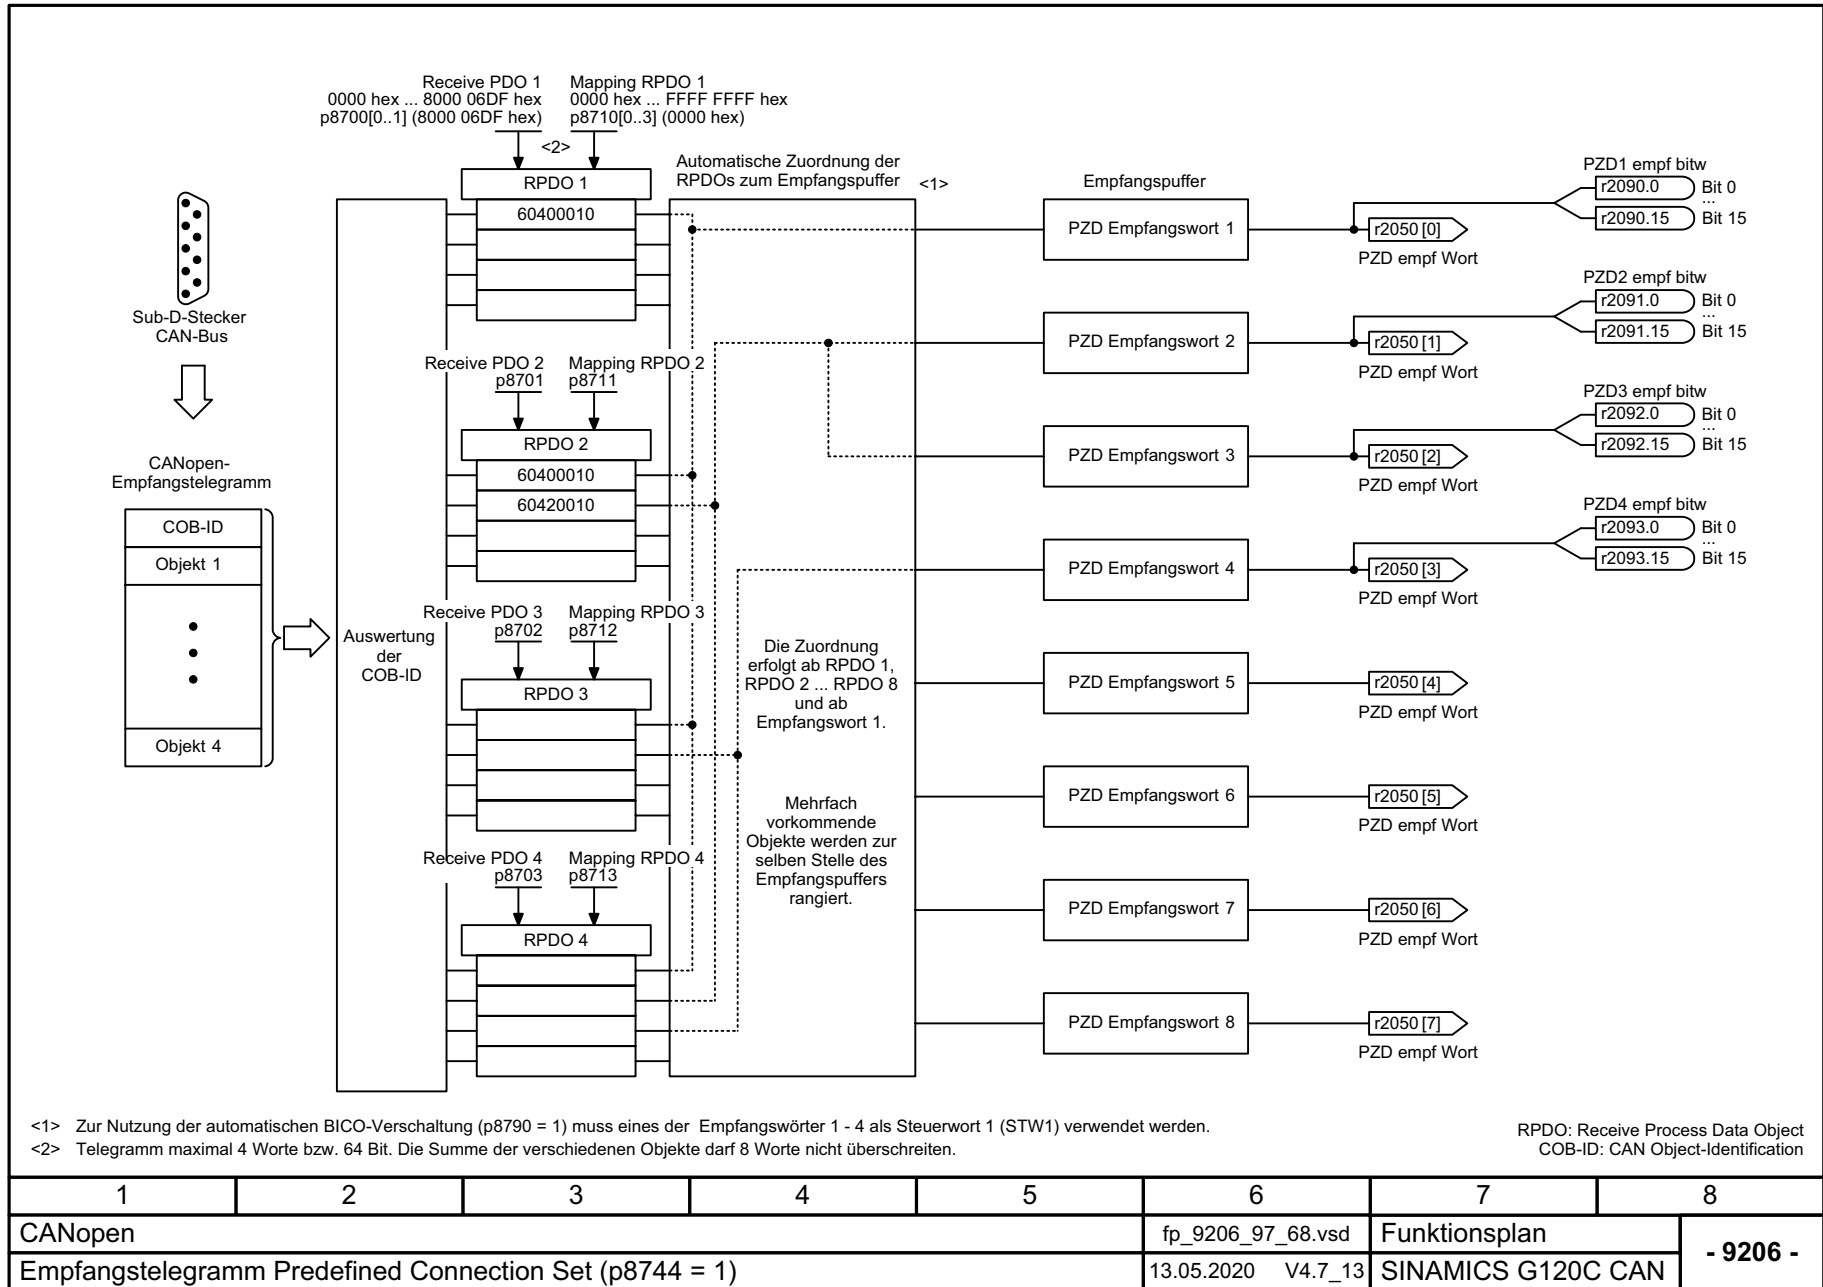 Receive PDO 1
0000 hex ... 8000 06DF hex
p8700[0..1] (8000 06DF hex)
Mapping RPDO 1
0000 hex ... FFFF FFFF hex
p8710[0..3] (0000 hex)
<2>
RPDO 1
60400010
Automatische Zuordnung der
RPDOs zum Empfangspuffer
<1>
Empfangspuffer
Sub-D-Stecker
CAN-Bus
CANopen-
Empfangstelegramm
COB-ID
Objekt 1
Objekt 4
Auswertung
der
COB-ID
Receive PDO 2
p8701
Mapping RPDO 2
p8711
RPDO 2
60400010
60420010
Receive PDO 3
p8702
Mapping RPDO 3
p8712
RPDO 3
Receive PDO 4
p8703
Mapping RPDO 4
p8713
RPDO 4
Die Zuordnung
erfolgt ab RPDO 1,
RPDO 2 ... RPDO 8
und ab
Empfangswort 1.
Mehrfach
vorkommende
Objekte werden zur
selben Stelle des
Empfangspuffers
rangiert.
PZD Empfangswort 1
r2050 [0]
PZD empf Wort
PZD1 empf bitw
r2090.0 Bit 0
...
r2090.15 Bit 15
PZD Empfangswort 2
r2050 [1]
PZD empf Wort
PZD2 empf bitw
r2091.0 Bit 0
...
r2091.15 Bit 15
PZD Empfangswort 3
r2050 [2]
PZD empf Wort
PZD3 empf bitw
r2092.0 Bit 0
...
r2092.15 Bit 15
PZD Empfangswort 4
r2050 [3]
PZD empf Wort
PZD4 empf bitw
r2093.0 Bit 0
...
r2093.15 Bit 15
PZD Empfangswort 5
r2050 [4]
PZD empf Wort
PZD Empfangswort 6
r2050 [5]
PZD empf Wort
PZD Empfangswort 7
r2050 [6]
PZD empf Wort
PZD Empfangswort 8
r2050 [7]
PZD empf Wort
<1> Zur Nutzung der automatischen BICO-Verschaltung (p8790 = 1) muss eines der Empfangswörter 1 - 4 als Steuerwort 1 (STW1) verwendet werden.
<2> Telegramm maximal 4 Worte bzw. 64 Bit. Die Summe der verschiedenen Objekte darf 8 Worte nicht überschreiten.
RPDO: Receive Process Data Object
COB-ID: CAN Object-Identification
1 2 3 4 5 6 7 8
CANopen
fp_9206_97_68.vsd
Funktionsplan
- 9206 -
Empfangstelegramm Predefined Connection Set (p8744 = 1)
13.05.2020 V4.7_13
SINAMICS G120C CAN